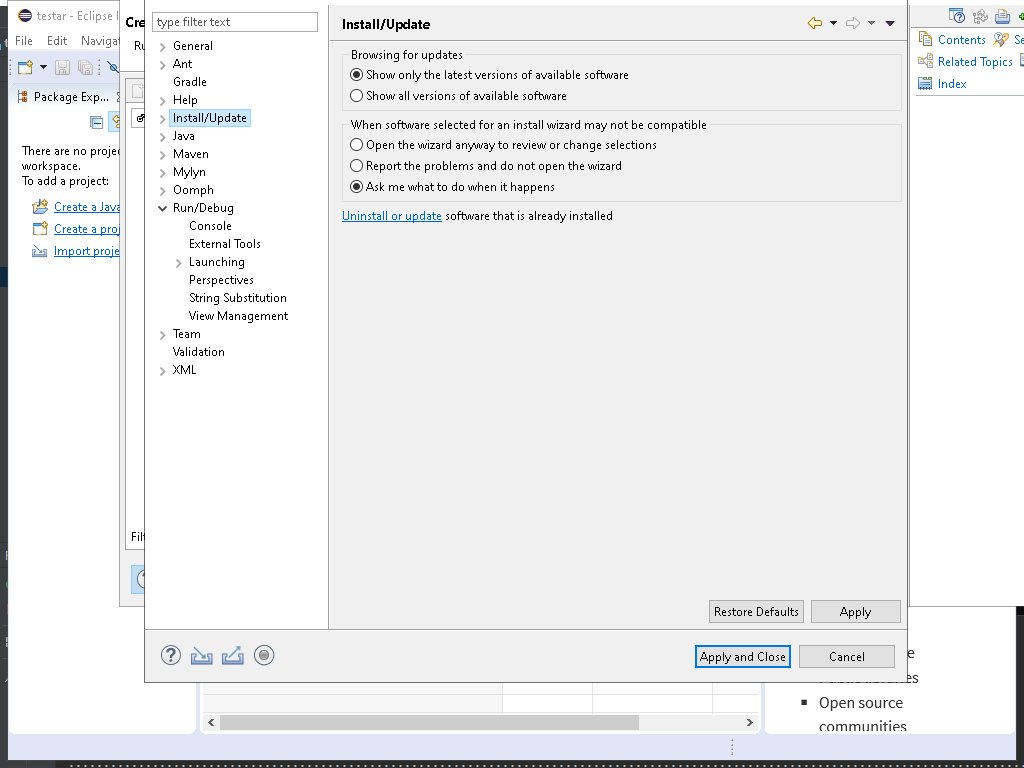 testar - Eclipse I
File Edit Navigat
Package Exp...
There are no projec
workspace.
To add a project:
Create a Java
Create a proj
Import proje
Cre
Ru
Filt
type filter text
General
Ant
Gradle
Help
Install/Update
Java
Maven
Mylyn
Oomph
Run/Debug
Console
External Tools
Launching
Perspectives
String Substitution
View Management
Team
Validation
XML
Install/Update
Browsing for updates
Show only the latest versions of available software
Show all versions of available software
When software selected for an install wizard may not be compatible
Open the wizard anyway to review or change selections
Report the problems and do not open the wizard
Ask me what to do when it happens
Uninstall or update software that is already installed
Restore Defaults Apply
Apply and Close Cancel
Contents Se
Related Topics
Index
Open source
communities